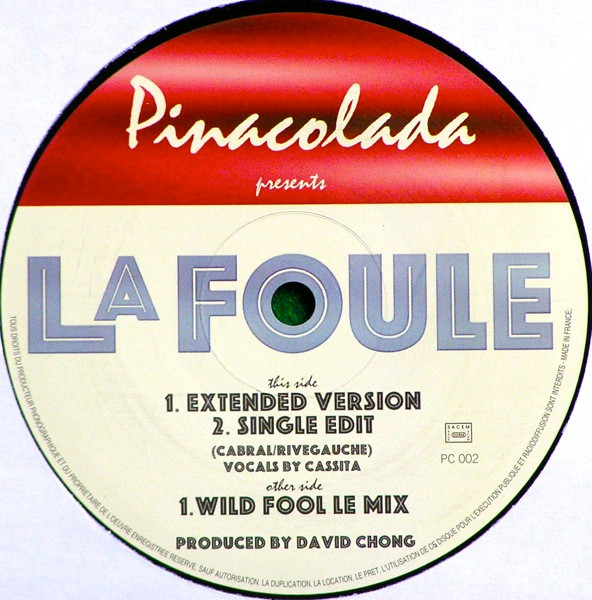 Pinacolada
presents
LA FOULE
this side
1. EXTENDED VERSION
2. SINGLE EDIT
(CABRAL/RIVEGAUCHE)
VOCALS BY CASSITA
SACEM
PC 002
other side
1. WILD FOOL LE MIX
PRODUCED BY DAVID CHONG
TOUS DROITS DU PRODUCTEUR PHONOGRAPHIQUE ET DU PROPRIETAIRE DE L'OEUVRE ENREGISTREE RESERVE. SAUF AUTORISATION, LA DUPLICATION, LA LOCATION, LE PRET, L'UTILISATION DE CE DISQUE POUR L'EXECUTION PUBLIQUE ET RADIODIFFUSION SONT INTERDITS - MADE IN FRANCE.